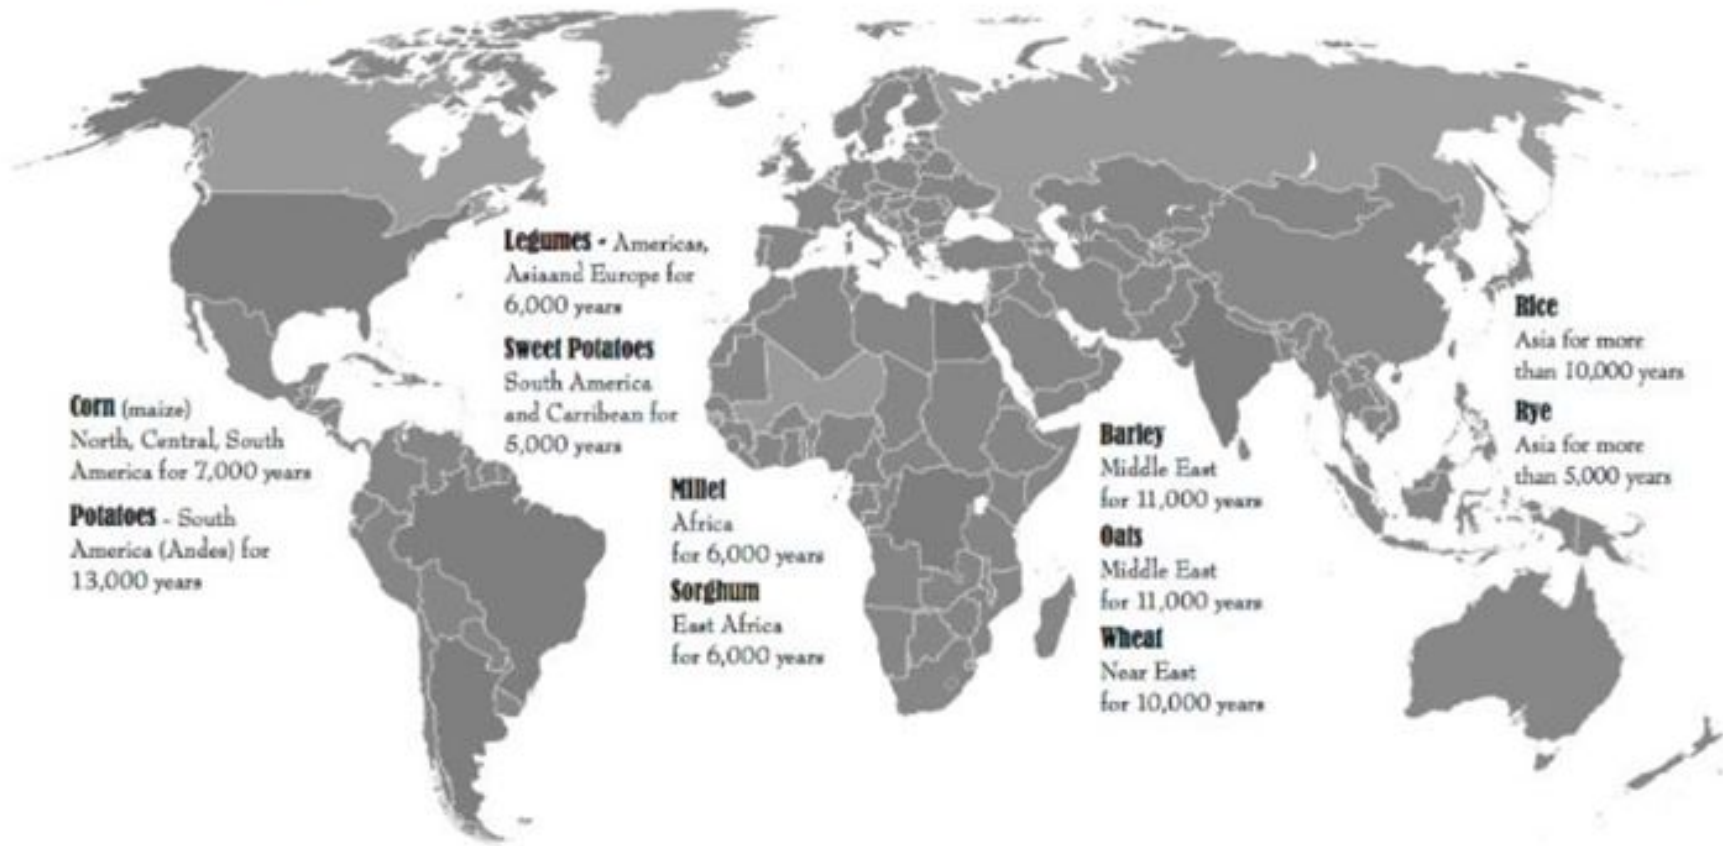 Legumes - Americas,
Asiaand Europe for
6,000 years
Sweet Potatoes
South America
and Carribean for
5,000 years
Corn (maize)
North, Central, South
America for 7,000 years
Potatoes - South
America (Andes) for
13,000 years
Millet
Africa
for 6,000 years
Sorghum
East Africa
for 6,000 years
Barley
Middle East
for 11,000 years
Oats
Middle East
for 11,000 years
Wheat
Near East
for 10,000 years
Rice
Asia for more
than 10,000 years
Rye
Asia for more
than 5,000 years